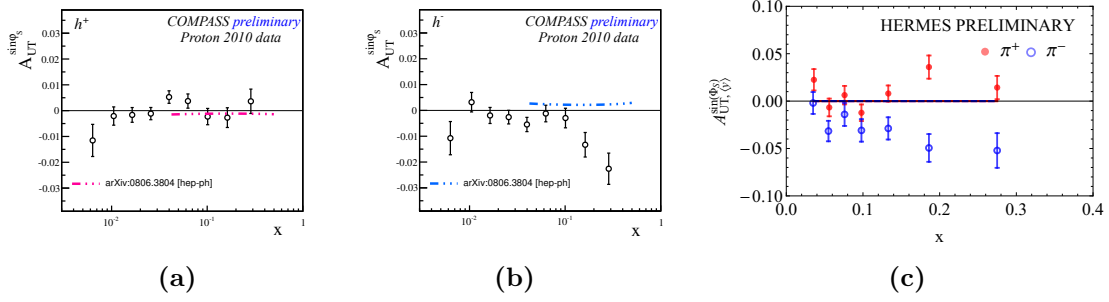 h⁺
COMPASS preliminary
Proton 2010 data
A_UT^sinφ_S
0.03
0.02
0.01
0
-0.01
-0.02
-0.03
arXiv:0806.3804 [hep-ph]
10⁻²
10⁻¹
1
x
(a)
h⁻
COMPASS preliminary
Proton 2010 data
A_UT^sinφ_S
0.03
0.02
0.01
0
-0.01
-0.02
-0.03
arXiv:0806.3804 [hep-ph]
10⁻²
10⁻¹
1
x
(b)
HERMES PRELIMINARY
π⁺ π⁻
A_UT,⟨y⟩^sin(Φ_S)
0.10
0.05
0.00
−0.05
−0.10
0.0 0.1 0.2 0.3 0.4
x
(c)